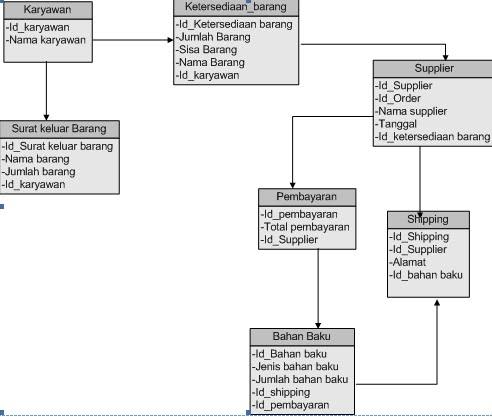 Karyawan
-Id_karyawan
-Nama karyawan
Ketersediaan_barang
-Id_Ketersediaan barang
-Jumlah Barang
-Sisa Barang
-Nama Barang
-Id_karyawan
Supplier
-Id_Supplier
-Id_Order
-Nama supplier
-Tanggal
-Id_ketersediaan barang
Surat keluar Barang
-Id_Surat keluar barang
-Nama barang
-Jumlah barang
-Id_karyawan
Pembayaran
-Id_pembayaran
-Total pembayaran
-Id_Supplier
Shipping
-Id_Shipping
-Id_Supplier
-Alamat
-Id_bahan baku
Bahan Baku
-Id_Bahan baku
-Jenis bahan baku
-Jumlah bahan baku
-Id_shipping
-Id_pembayaran